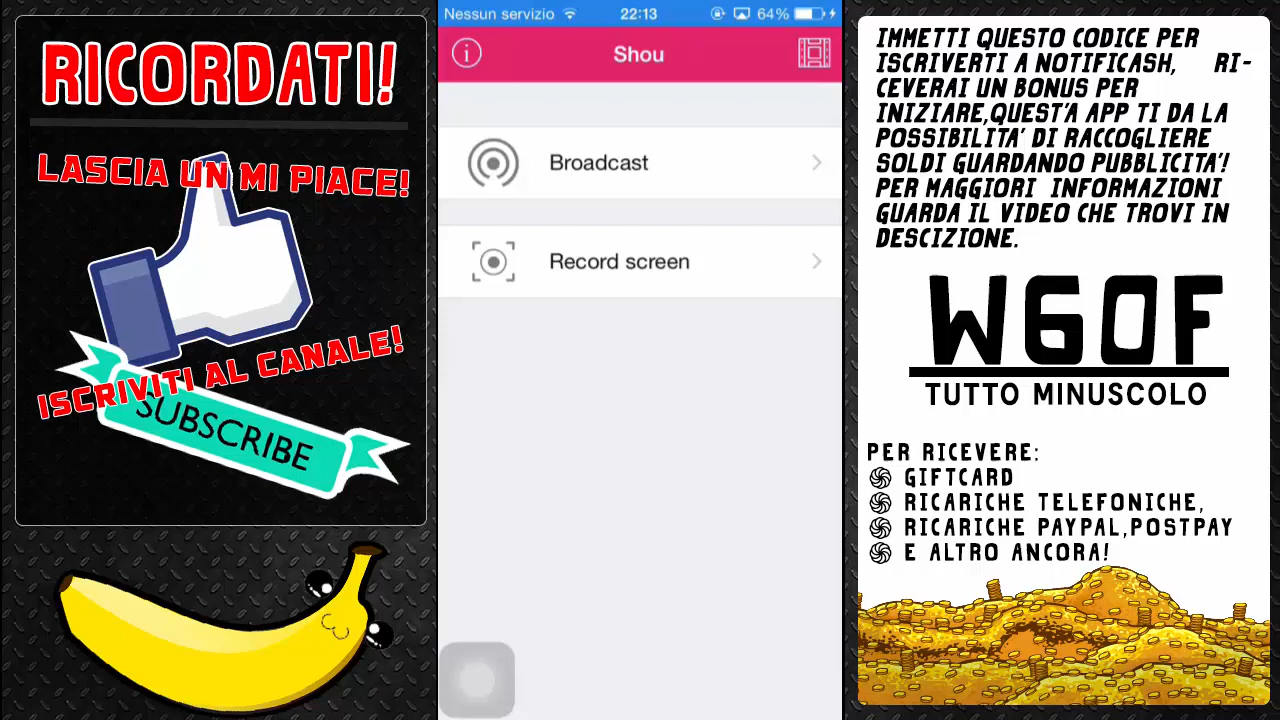 RICORDATI!
LASCIA UN MI PIACE!
ISCRIVITI AL CANALE!
SUBSCRIBE
Nessun servizio 22:13 64%
Shou
Broadcast
Record screen
IMMETTI QUESTO CODICE PER
ISCRIVERTI A NOTIFICASH, RI-
CEVERAI UN BONUS PER
INIZIARE,QUEST'A APP TI DA LA
POSSIBILITA' DI RACCOGLIERE
SOLDI GUARDANDO PUBBLICITA'!
PER MAGGIORI INFORMAZIONI
GUARDA IL VIDEO CHE TROVI IN
DESCIZIONE.
W60F
TUTTO MINUSCOLO
PER RICEVERE:
GIFTCARD
RICARICHE TELEFONICHE,
RICARICHE PAYPAL,POSTPAY
E ALTRO ANCORA!